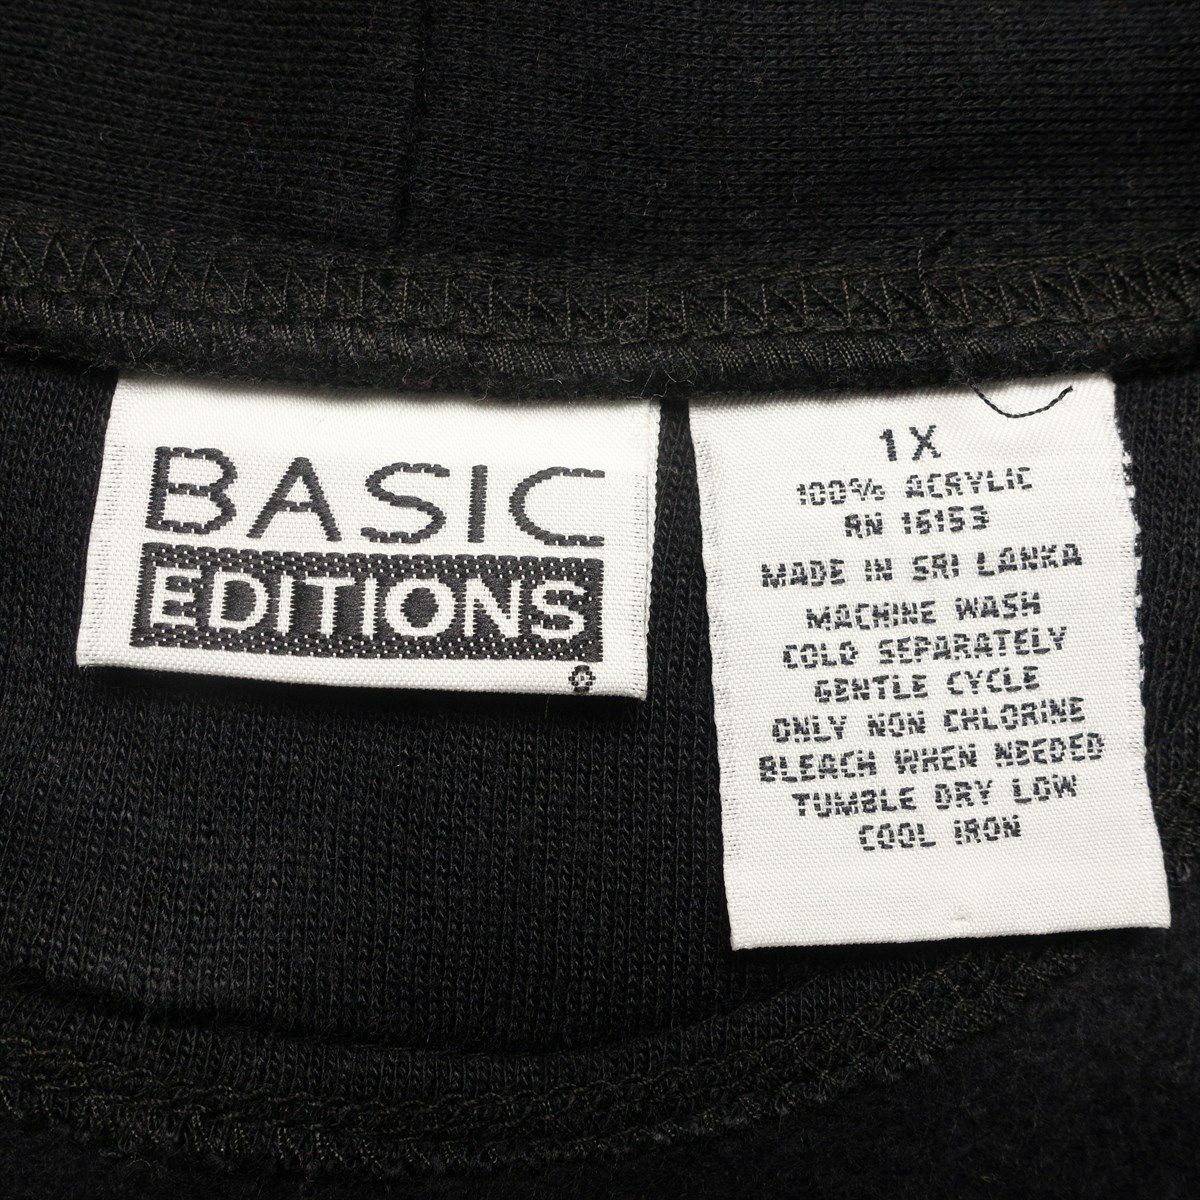 BASIC
EDITIONS
®
1X
100% ACRYLIC
RN 16153
MADE IN SRI LANKA
MACHINE WASH
COLD SEPARATELY
GENTLE CYCLE
ONLY NON CHLORINE
BLEACH WHEN NEEDED
TUMBLE DRY LOW
COOL IRON